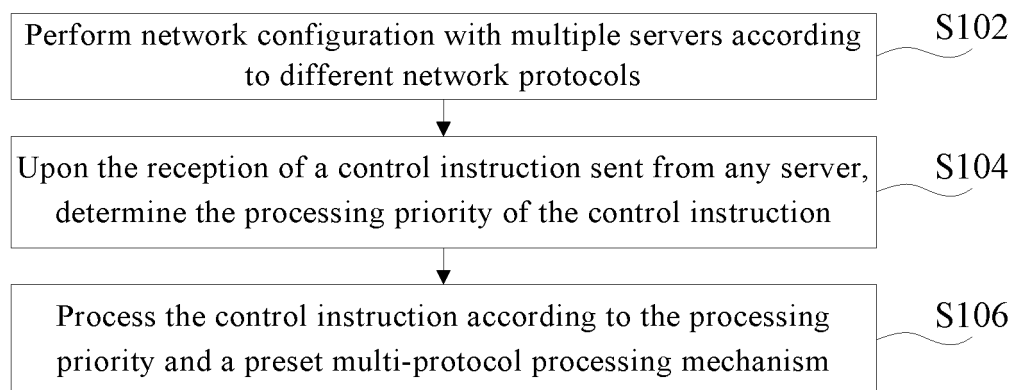 Perform network configuration with multiple servers according
to different network protocols
S102
Upon the reception of a control instruction sent from any server,
determine the processing priority of the control instruction
S104
Process the control instruction according to the processing
priority and a preset multi-protocol processing mechanism
S106